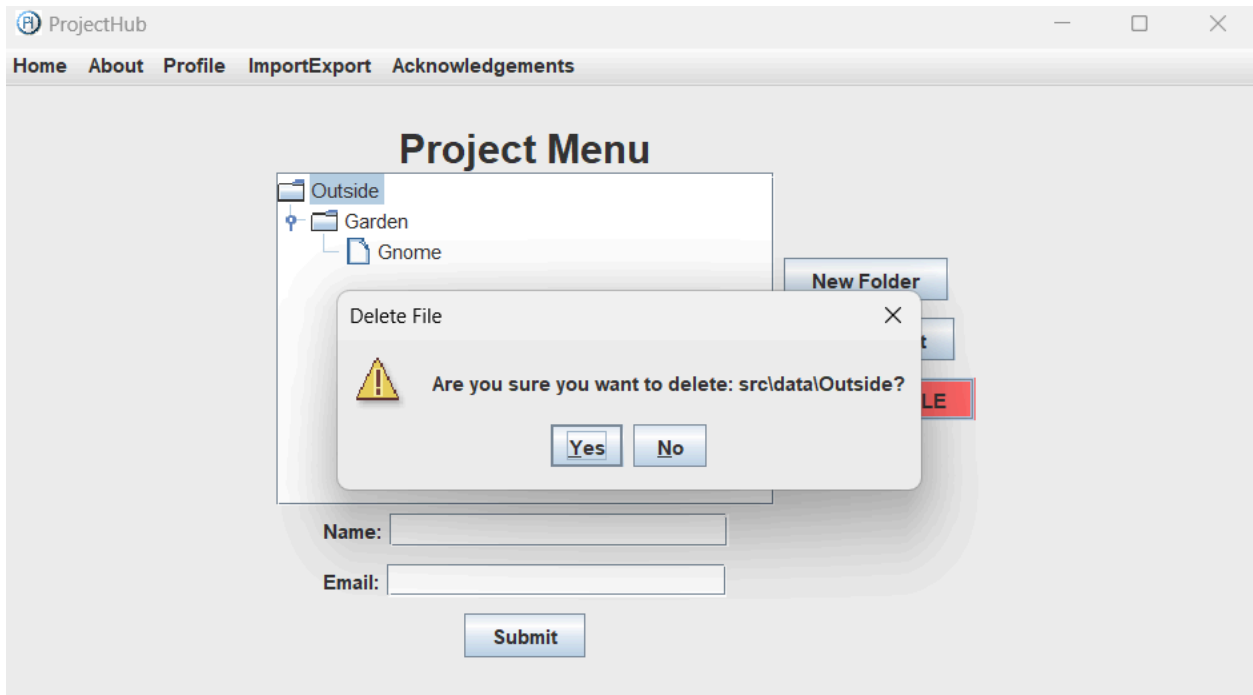 ProjectHub
Home About Profile ImportExport Acknowledgements
Project Menu
Outside
Garden
Gnome
New Folder
Delete File
Are you sure you want to delete: src\data\Outside?
Yes No
Name:
Email:
Submit